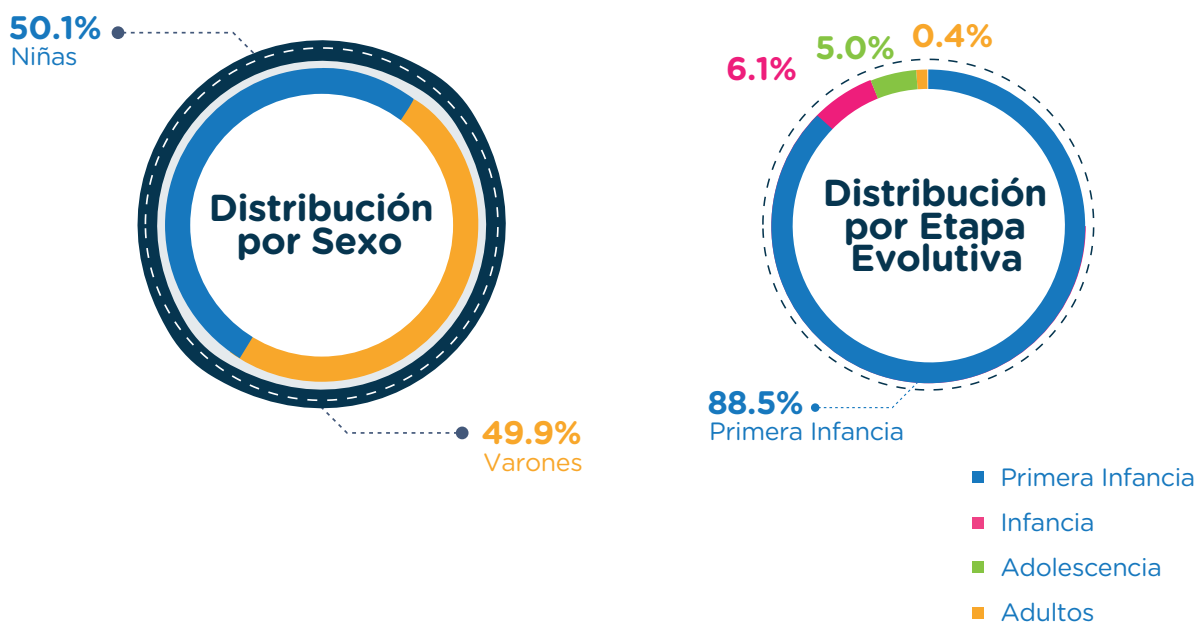 50.1%
Niñas
Distribución
por Sexo
49.9%
Varones
6.1%
5.0%
0.4%
Distribución
por Etapa
Evolutiva
88.5%
Primera Infancia
Primera Infancia
Infancia
Adolescencia
Adultos